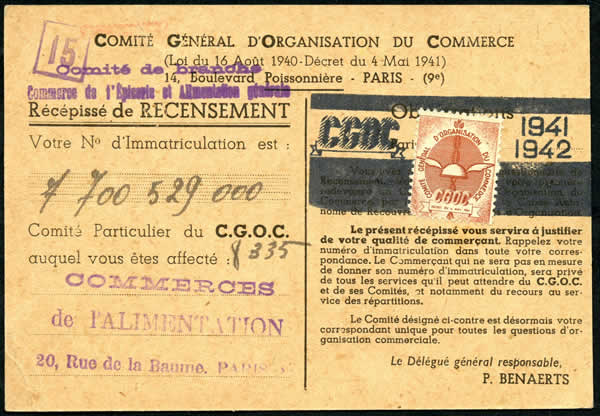 15
COMITÉ GÉNÉRAL D'ORGANISATION DU COMMERCE
(Loi du 16 Août 1940-Décret du 4 Mai 1941)
14, Boulevard Poissonnière - PARIS - (9e)
Comité de branche
Commerce de l'Epicerie et Alimentation générale
Récépissé de RECENSEMENT
Votre No d'Immatriculation est :
7 700 529 000
Comité Particulier du C.G.O.C.
auquel vous êtes affecté : 8335
COMMERCES
de l'ALIMENTATION
20, Rue de la Baume. PARIS
CGOC
1941
1942
COMITÉ GÉNÉRAL D'ORGANISATION DU COMMERCE
CGOC
Le présent récépissé vous servira à justifier
de votre qualité de commerçant. Rappelez votre
numéro d'immatriculation dans toute votre corres-
pondance. Le Commerçant qui ne sera pas en mesure
de donner son numéro d'immatriculation, sera privé
de tous les services qu'il peut attendre du C.G.O.C.
et de ses Comités, et notamment du recours au ser-
vice des répartitions.
Le Comité désigné ci-contre est désormais votre
correspondant unique pour toutes les questions d'or-
ganisation commerciale.
Le Délégué général responsable,
P. BENAERTS